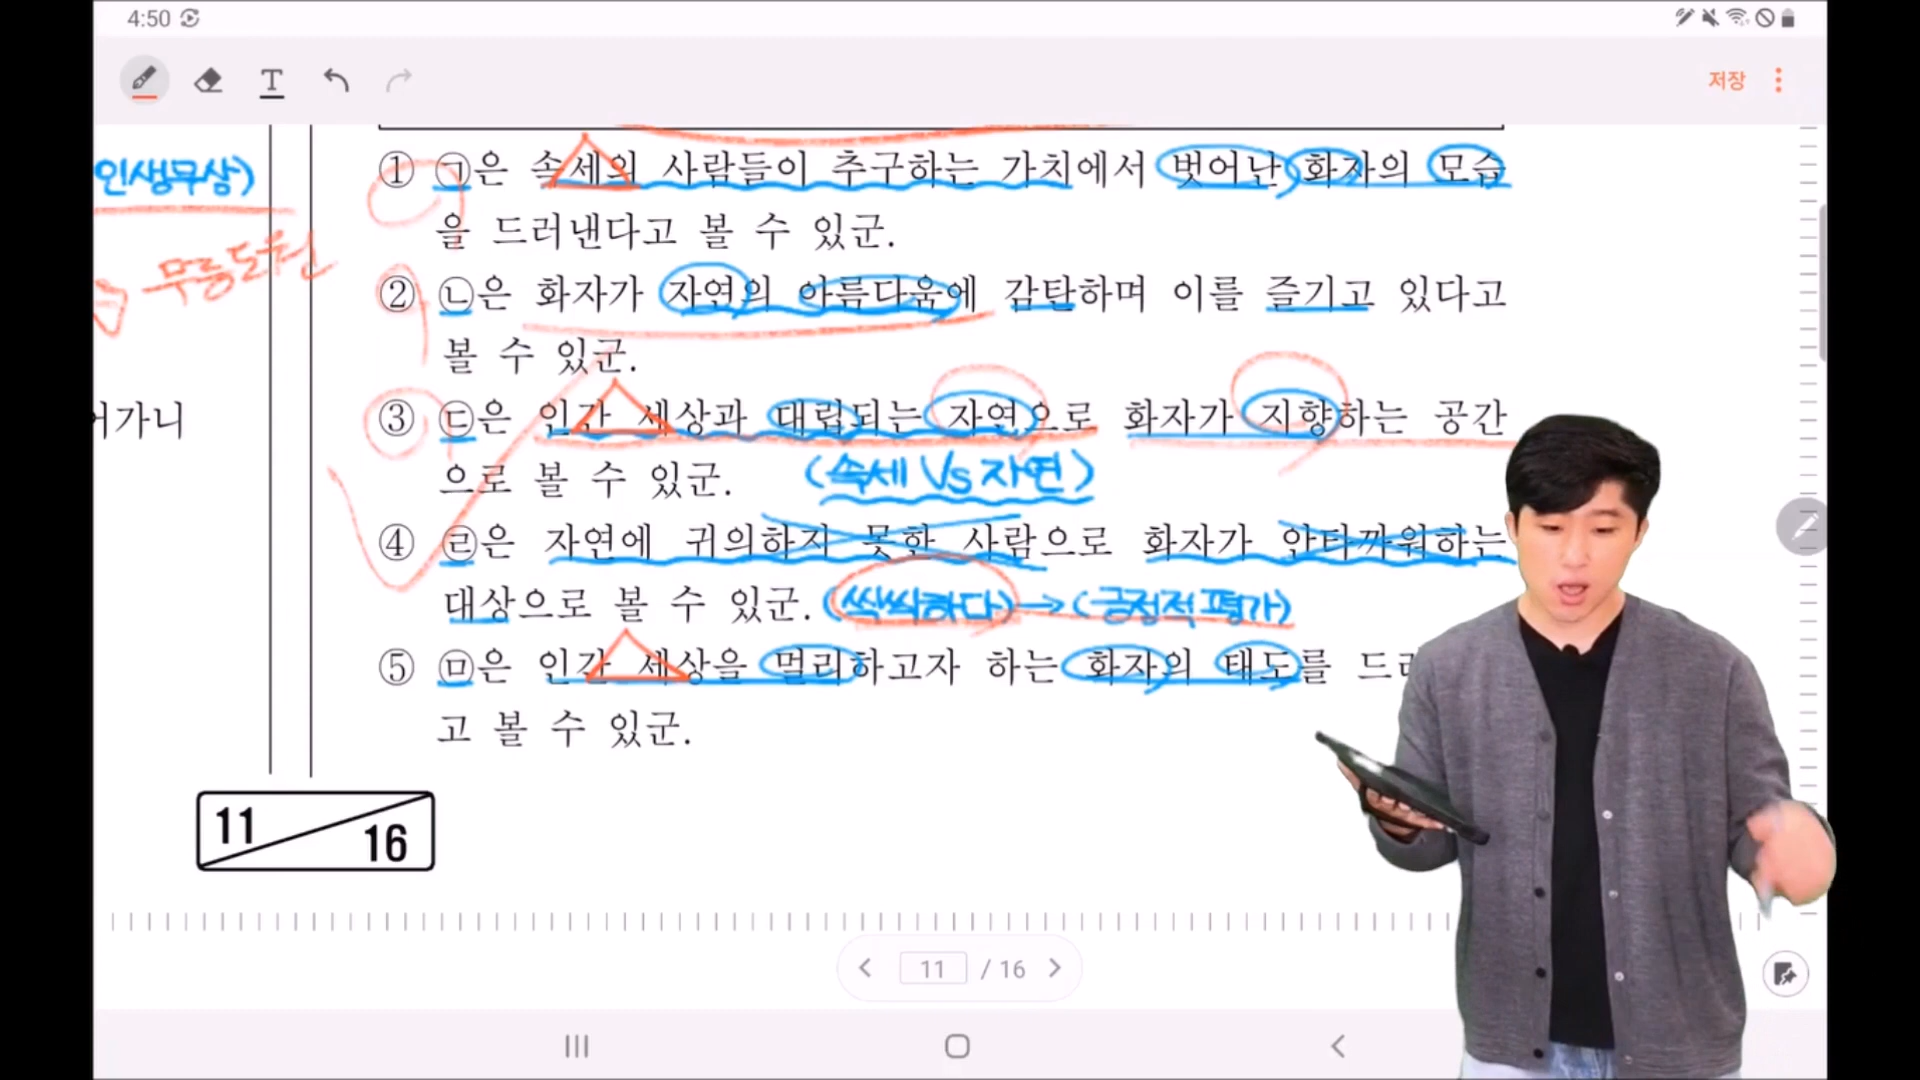 4:50
T
저장
인생무상)
무릉도원
어가니
① ㉠은 속세의 사람들이 추구하는 가치에서 벗어난 화자의 모습
을 드러낸다고 볼 수 있군.
② ㉡은 화자가 자연의 아름다움에 감탄하며 이를 즐기고 있다고
볼 수 있군.
③ ㉢은 인간 세상과 대립되는 자연으로 화자가 지향하는 공간
으로 볼 수 있군. (속세 Vs 자연)
④ ㉣은 자연에 귀의하지 못한 사람으로 화자가 안타까워하는
대상으로 볼 수 있군. (씩씩하다) → (긍정적 평가)
⑤ ㉤은 인간 세상을 멀리하고자 하는 화자의 태도를
고 볼 수 있군.
11
16
11 / 16